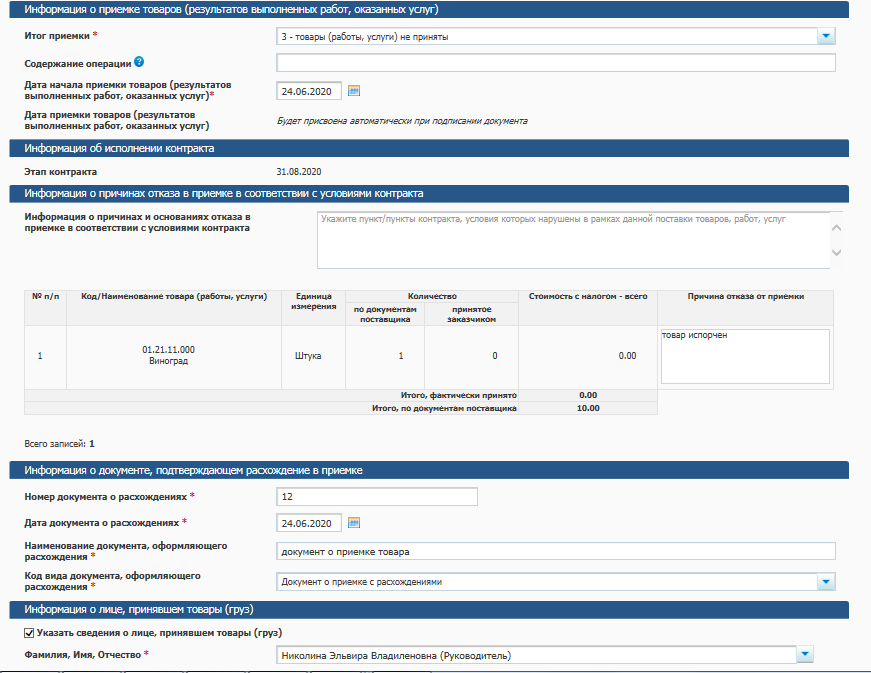 Информация о приемке товаров (результатов выполненных работ, оказанных услуг)
Итог приемки *
3 - товары (работы, услуги) не приняты
Содержание операции ?
Дата начала приемки товаров (результатов
выполненных работ, оказанных услуг)*
24.06.2020
Дата приемки товаров (результатов
выполненных работ, оказанных услуг)
Будет присвоена автоматически при подписании документа
Информация об исполнении контракта
Этап контракта
31.08.2020
Информация о причинах отказа в приемке в соответствии с условиями контракта
Информация о причинах и основаниях отказа в
приемке в соответствии с условиями контракта
Укажите пункт/пункты контракта, условия которых нарушены в рамках данной поставки товаров, работ, услуг
№ п/п
Код/Наименование товара (работы, услуги)
Единица
измерения
Количество
по документам
поставщика
принятое
заказчиком
Стоимость с налогом - всего
Причина отказа от приемки
1
01.21.11.000
Виноград
Штука
1
0
0.00
товар испорчен
Итого, фактически принято
0.00
Итого, по документам поставщика
10.00
Всего записей: 1
Информация о документе, подтверждающем расхождение в приемке
Номер документа о расхождениях *
12
Дата документа о расхождениях *
24.06.2020
Наименование документа, оформляющего
расхождения *
документ о приемке товара
Код вида документа, оформляющего
расхождения *
Документ о приемке с расхождениями
Информация о лице, принявшем товары (груз)
Указать сведения о лице, принявшем товары (груз)
Фамилия, Имя, Отчество *
Николина Эльвира Владиленовна (Руководитель)